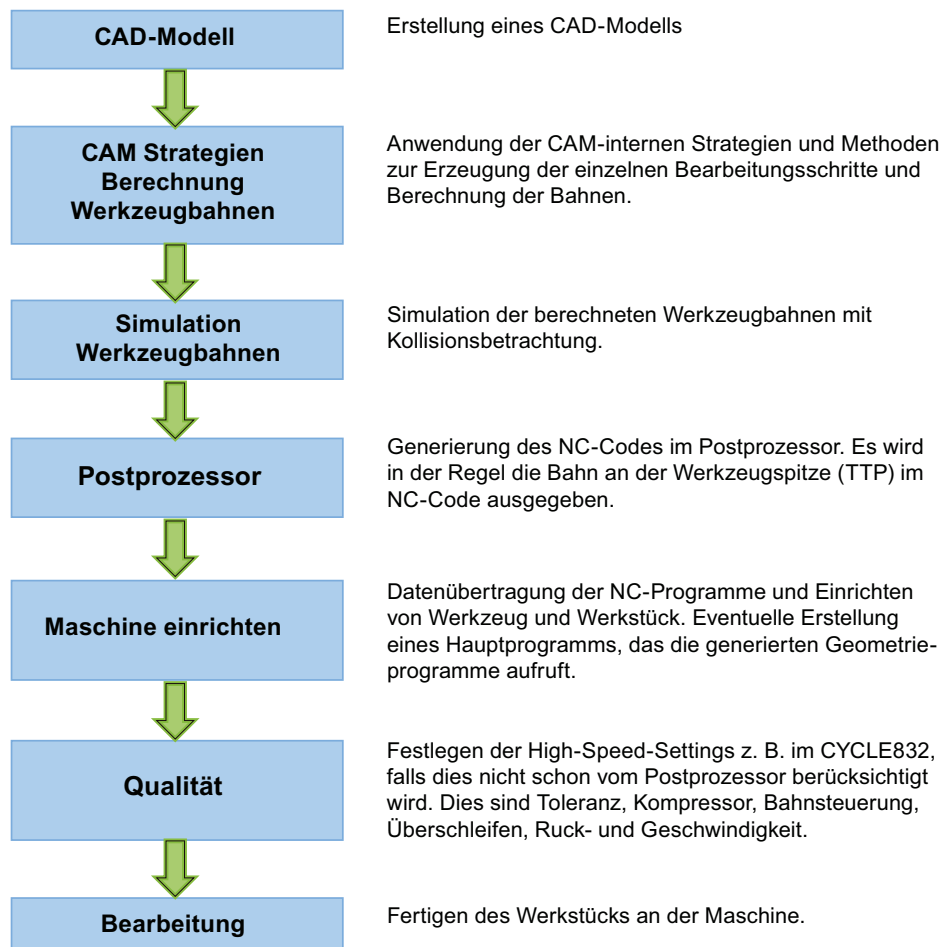 CAD-Modell
Erstellung eines CAD-Modells
CAM Strategien
Berechnung
Werkzeugbahnen
Anwendung der CAM-internen Strategien und Methoden
zur Erzeugung der einzelnen Bearbeitungsschritte und
Berechnung der Bahnen.
Simulation
Werkzeugbahnen
Simulation der berechneten Werkzeugbahnen mit
Kollisionsbetrachtung.
Postprozessor
Generierung des NC-Codes im Postprozessor. Es wird
in der Regel die Bahn an der Werkzeugspitze (TTP) im
NC-Code ausgegeben.
Maschine einrichten
Datenübertragung der NC-Programme und Einrichten
von Werkzeug und Werkstück. Eventuelle Erstellung
eines Hauptprogramms, das die generierten Geometrie-
programme aufruft.
Qualität
Festlegen der High-Speed-Settings z. B. im CYCLE832,
falls dies nicht schon vom Postprozessor berücksichtigt
wird. Dies sind Toleranz, Kompressor, Bahnsteuerung,
Überschleifen, Ruck- und Geschwindigkeit.
Bearbeitung
Fertigen des Werkstücks an der Maschine.